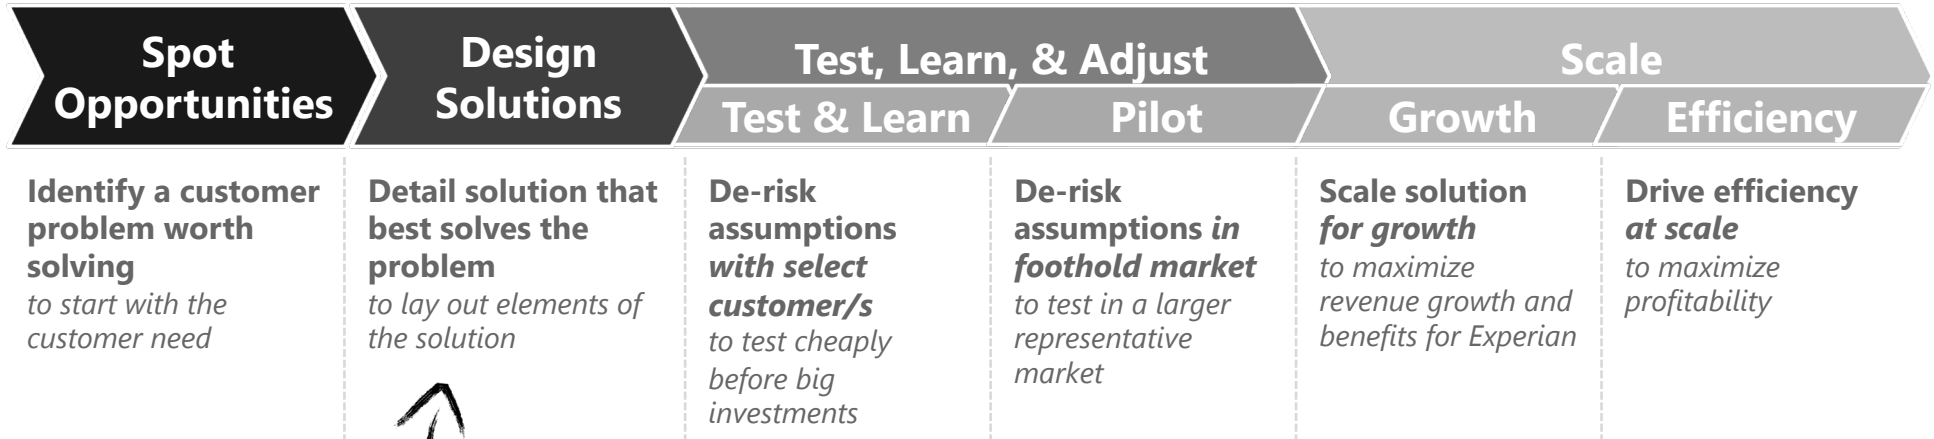 Spot
Opportunities
Design
Solutions
Test, Learn, & Adjust
Test & Learn
Pilot
Scale
Growth
Efficiency
Identify a customer
problem worth
solving
to start with the
customer need
Detail solution that
best solves the
problem
to lay out elements of
the solution
De-risk
assumptions
with select
customer/s
to test cheaply
before big
investments
De-risk
assumptions in
foothold market
to test in a larger
representative
market
Scale solution
for growth
to maximize
revenue growth and
benefits for Experian
Drive efficiency
at scale
to maximize
profitability